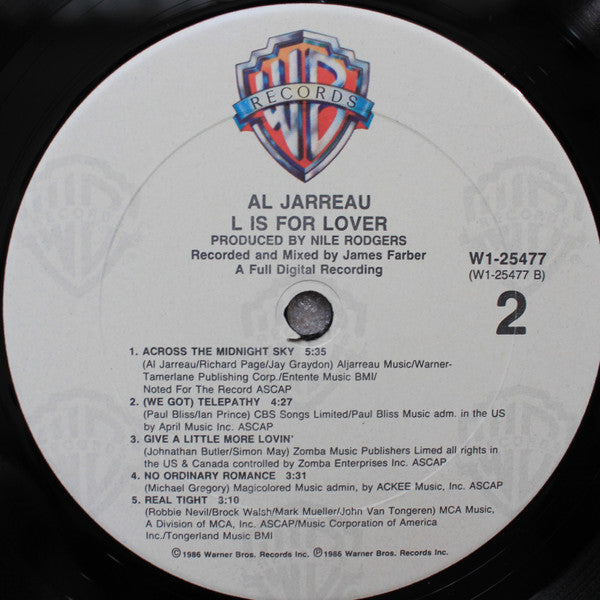 WB
RECORDS
AL JARREAU
L IS FOR LOVER
PRODUCED BY NILE RODGERS
Recorded and Mixed by James Farber
A Full Digital Recording
W1-25477
(W1-25477 B)
2
1. ACROSS THE MIDNIGHT SKY 5:35
(Al Jarreau/Richard Page/Jay Graydon) Aljarreau Music/Warner-
Tamerlane Publishing Corp./Entente Music BMI/
Noted For The Record ASCAP
2. (WE GOT) TELEPATHY 4:27
(Paul Bliss/Ian Prince) CBS Songs Limited/Paul Bliss Music adm. in the US
by April Music Inc. ASCAP
3. GIVE A LITTLE MORE LOVIN'
(Johnathan Butler/Simon May) Zomba Music Publishers Limed all rights in
the US & Canada controlled by Zomba Enterprises Inc. ASCAP
4. NO ORDINARY ROMANCE 3:31
(Michael Gregory) Magicolored Music admin, by ACKEE Music, Inc. ASCAP
5. REAL TIGHT 3:10
(Robbie Nevil/Brock Walsh/Mark Mueller/John Van Tongeren) MCA Music,
A Division of MCA, Inc. ASCAP/Music Corporation of America
Inc./Tongerland Music BMI
©1986 Warner Bros. Records Inc. ℗1986 Warner Bros. Records Inc.